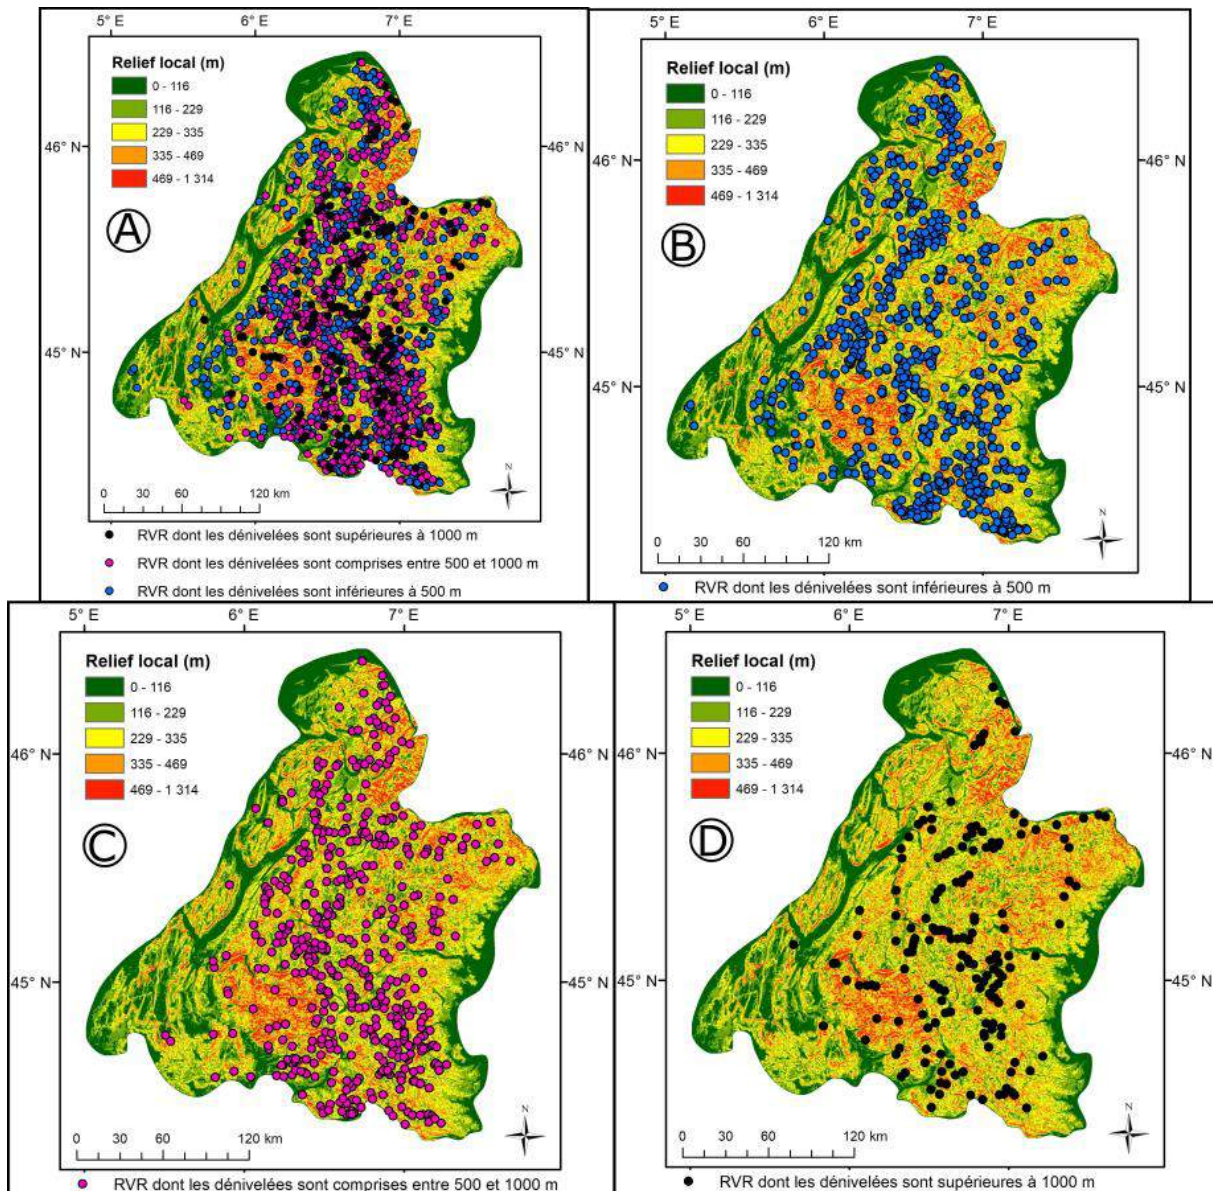 5° E 6° E 7° E
Relief local (m)
0 - 116
116 - 229
229 - 335
335 - 469
469 - 1 314
46° N
A
45° N
N
0 30 60 120 km
RVR dont les dénivelées sont supérieures à 1000 m
RVR dont les dénivelées sont comprises entre 500 et 1000 m
RVR dont les dénivelées sont inférieures à 500 m
5° E 6° E 7° E
Relief local (m)
0 - 116
116 - 229
229 - 335
335 - 469
469 - 1 314
46° N
46° N
B
45° N
45° N
N
0 30 60 120 km
RVR dont les dénivelées sont inférieures à 500 m
5° E 6° E 7° E
Relief local (m)
0 - 116
116 - 229
229 - 335
335 - 469
469 - 1 314
46° N
C
45° N
N
0 30 60 120 km
RVR dont les dénivelées sont comprises entre 500 et 1000 m
5° E 6° E 7° E
Relief local (m)
0 - 116
116 - 229
229 - 335
335 - 469
469 - 1 314
46° N
46° N
D
45° N
45° N
N
0 30 60 120 km
RVR dont les dénivelées sont supérieures à 1000 m